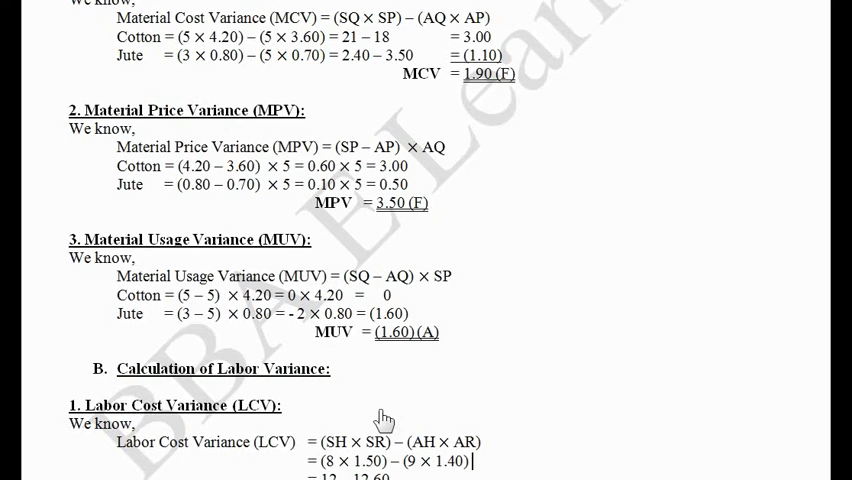 We know,
Material Cost Variance (MCV) = (SQ × SP) – (AQ × AP)
Cotton = (5 × 4.20) – (5 × 3.60) = 21 – 18 = 3.00
Jute = (3 × 0.80) – (5 × 0.70) = 2.40 – 3.50 = (1.10)
MCV = 1.90 (F)
2. Material Price Variance (MPV):
We know,
Material Price Variance (MPV) = (SP – AP) × AQ
Cotton = (4.20 – 3.60) × 5 = 0.60 × 5 = 3.00
Jute = (0.80 – 0.70) × 5 = 0.10 × 5 = 0.50
MPV = 3.50 (F)
3. Material Usage Variance (MUV):
We know,
Material Usage Variance (MUV) = (SQ – AQ) × SP
Cotton = (5 – 5) × 4.20 = 0 × 4.20 = 0
Jute = (3 – 5) × 0.80 = - 2 × 0.80 = (1.60)
MUV = (1.60) (A)
B. Calculation of Labor Variance:
1. Labor Cost Variance (LCV):
We know,
Labor Cost Variance (LCV) = (SH × SR) – (AH × AR)
= (8 × 1.50) – (9 × 1.40)
= 12 – 12.60
BBA E Learn